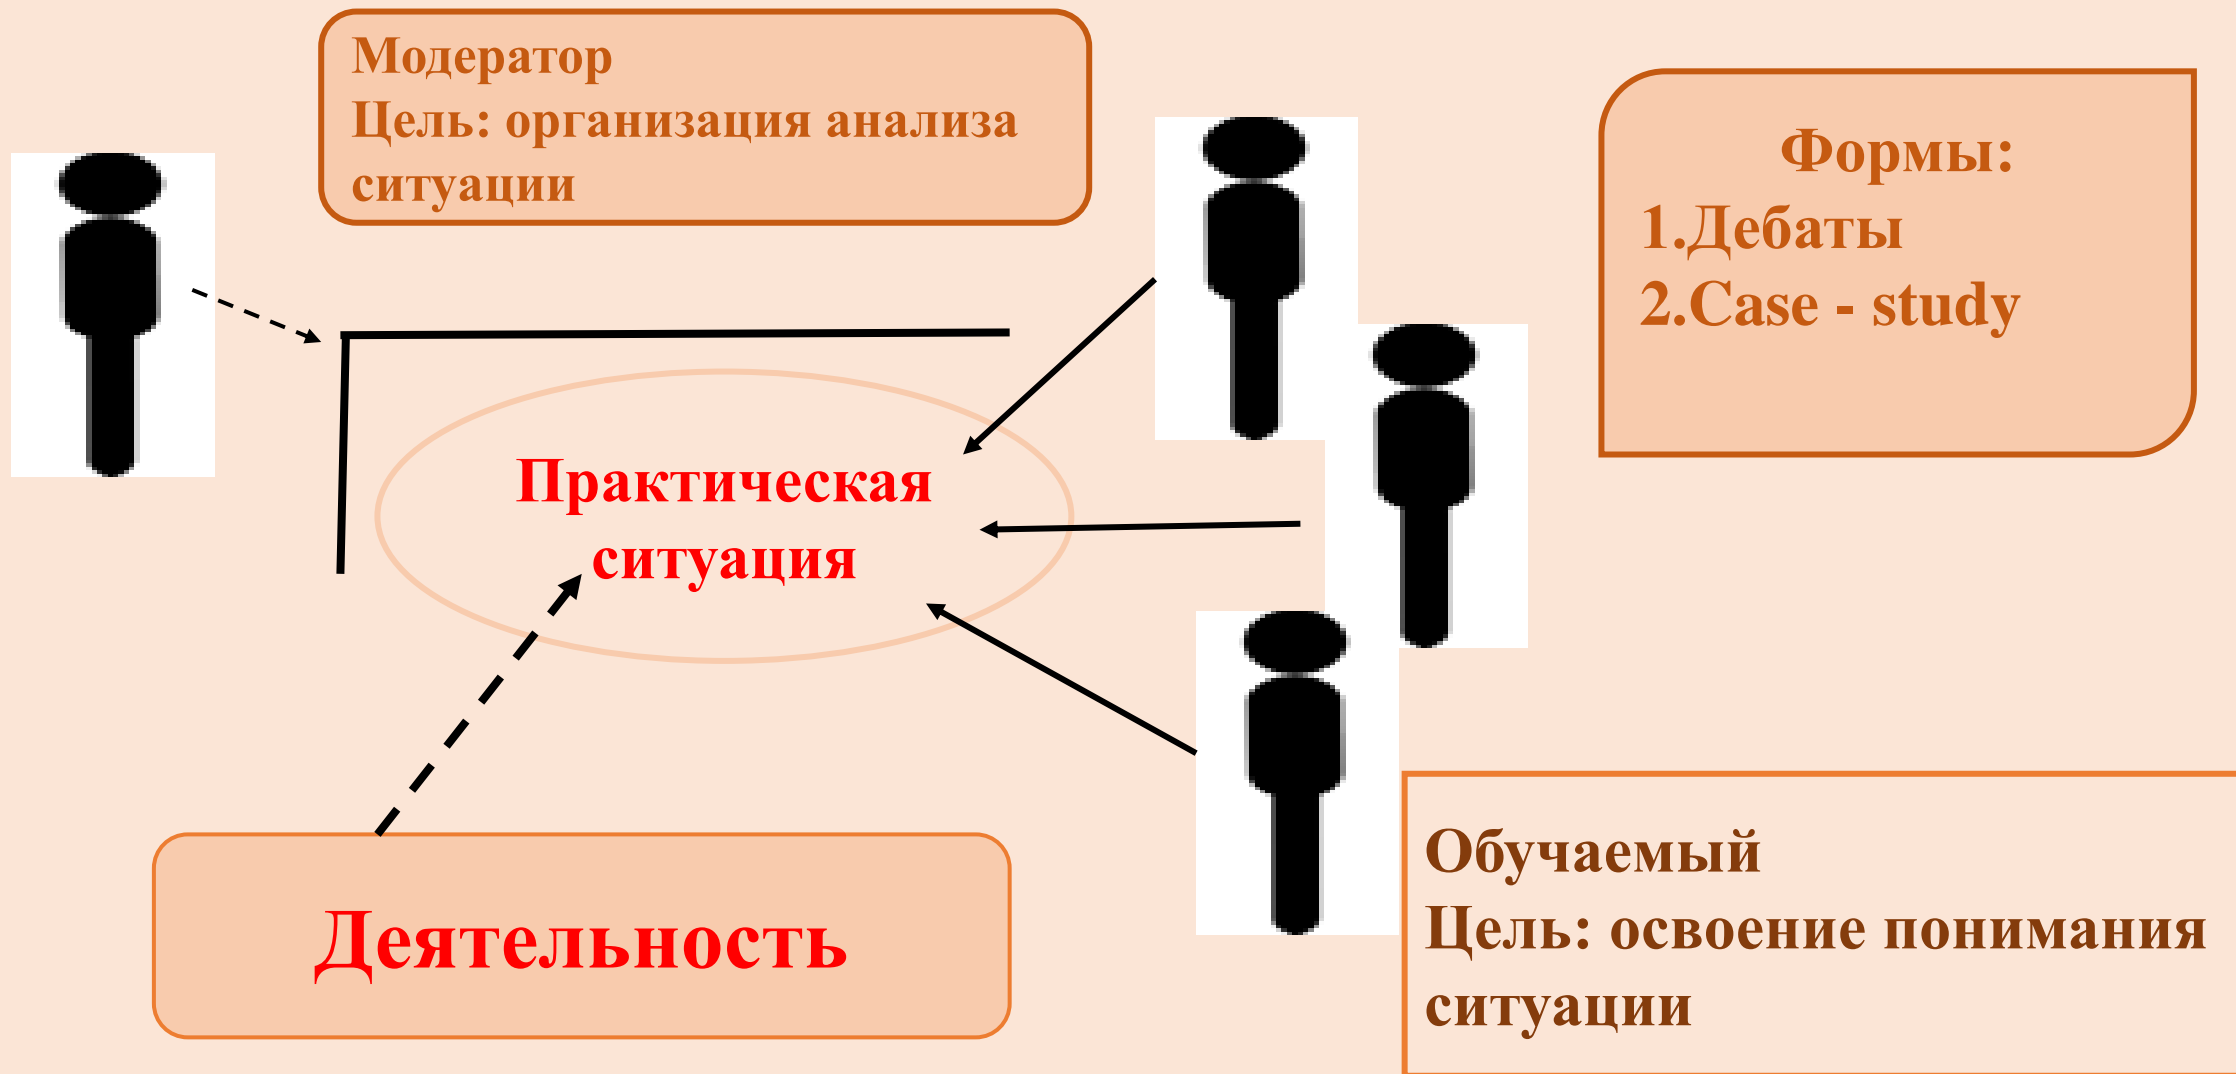 Модератор
Цель: организация анализа
ситуации
Формы:
1.Дебаты
2.Case - study
Практическая
ситуация
Деятельность
Обучаемый
Цель: освоение понимания
ситуации